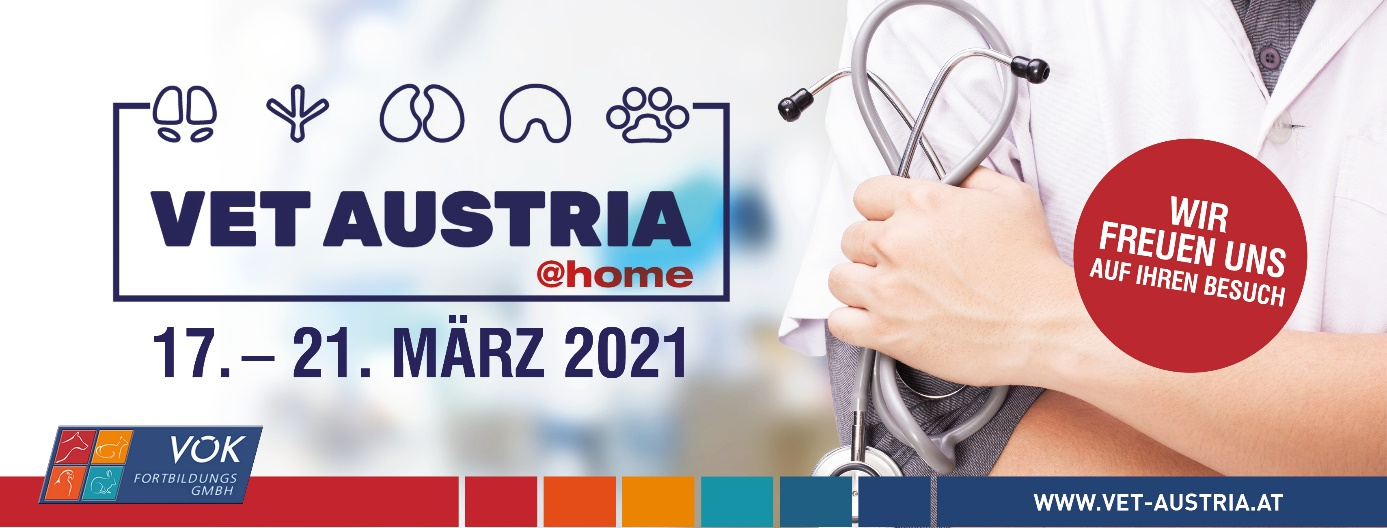 VET AUSTRIA
@home
17. – 21. MÄRZ 2021
WIR
FREUEN UNS
AUF IHREN BESUCH
VÖK
FORTBILDUNGS
GMBH
WWW.VET-AUSTRIA.AT